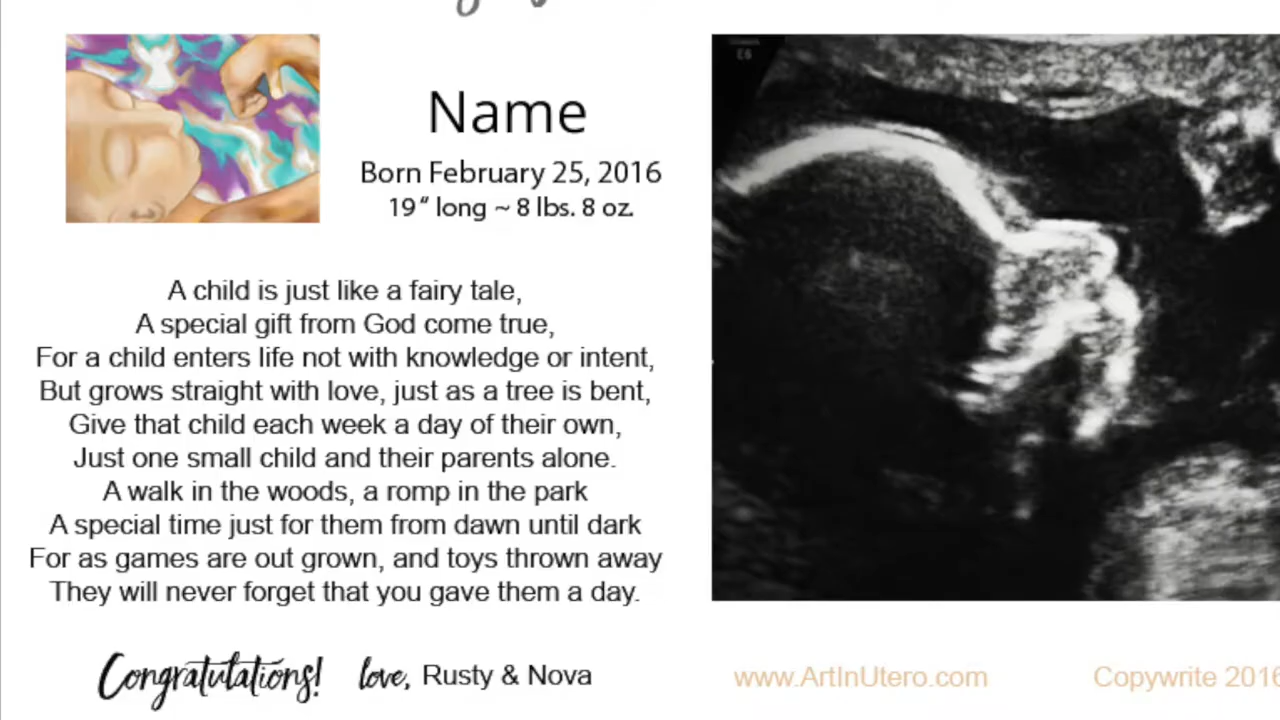 Name
Born February 25, 2016
19" long ~ 8 lbs. 8 oz.
A child is just like a fairy tale,
A special gift from God come true,
For a child enters life not with knowledge or intent,
But grows straight with love, just as a tree is bent,
Give that child each week a day of their own,
Just one small child and their parents alone.
A walk in the woods, a romp in the park
A special time just for them from dawn until dark
For as games are out grown, and toys thrown away
They will never forget that you gave them a day.
Congratulations! love, Rusty & Nova
www.ArtInUtero.com
Copywrite 2016